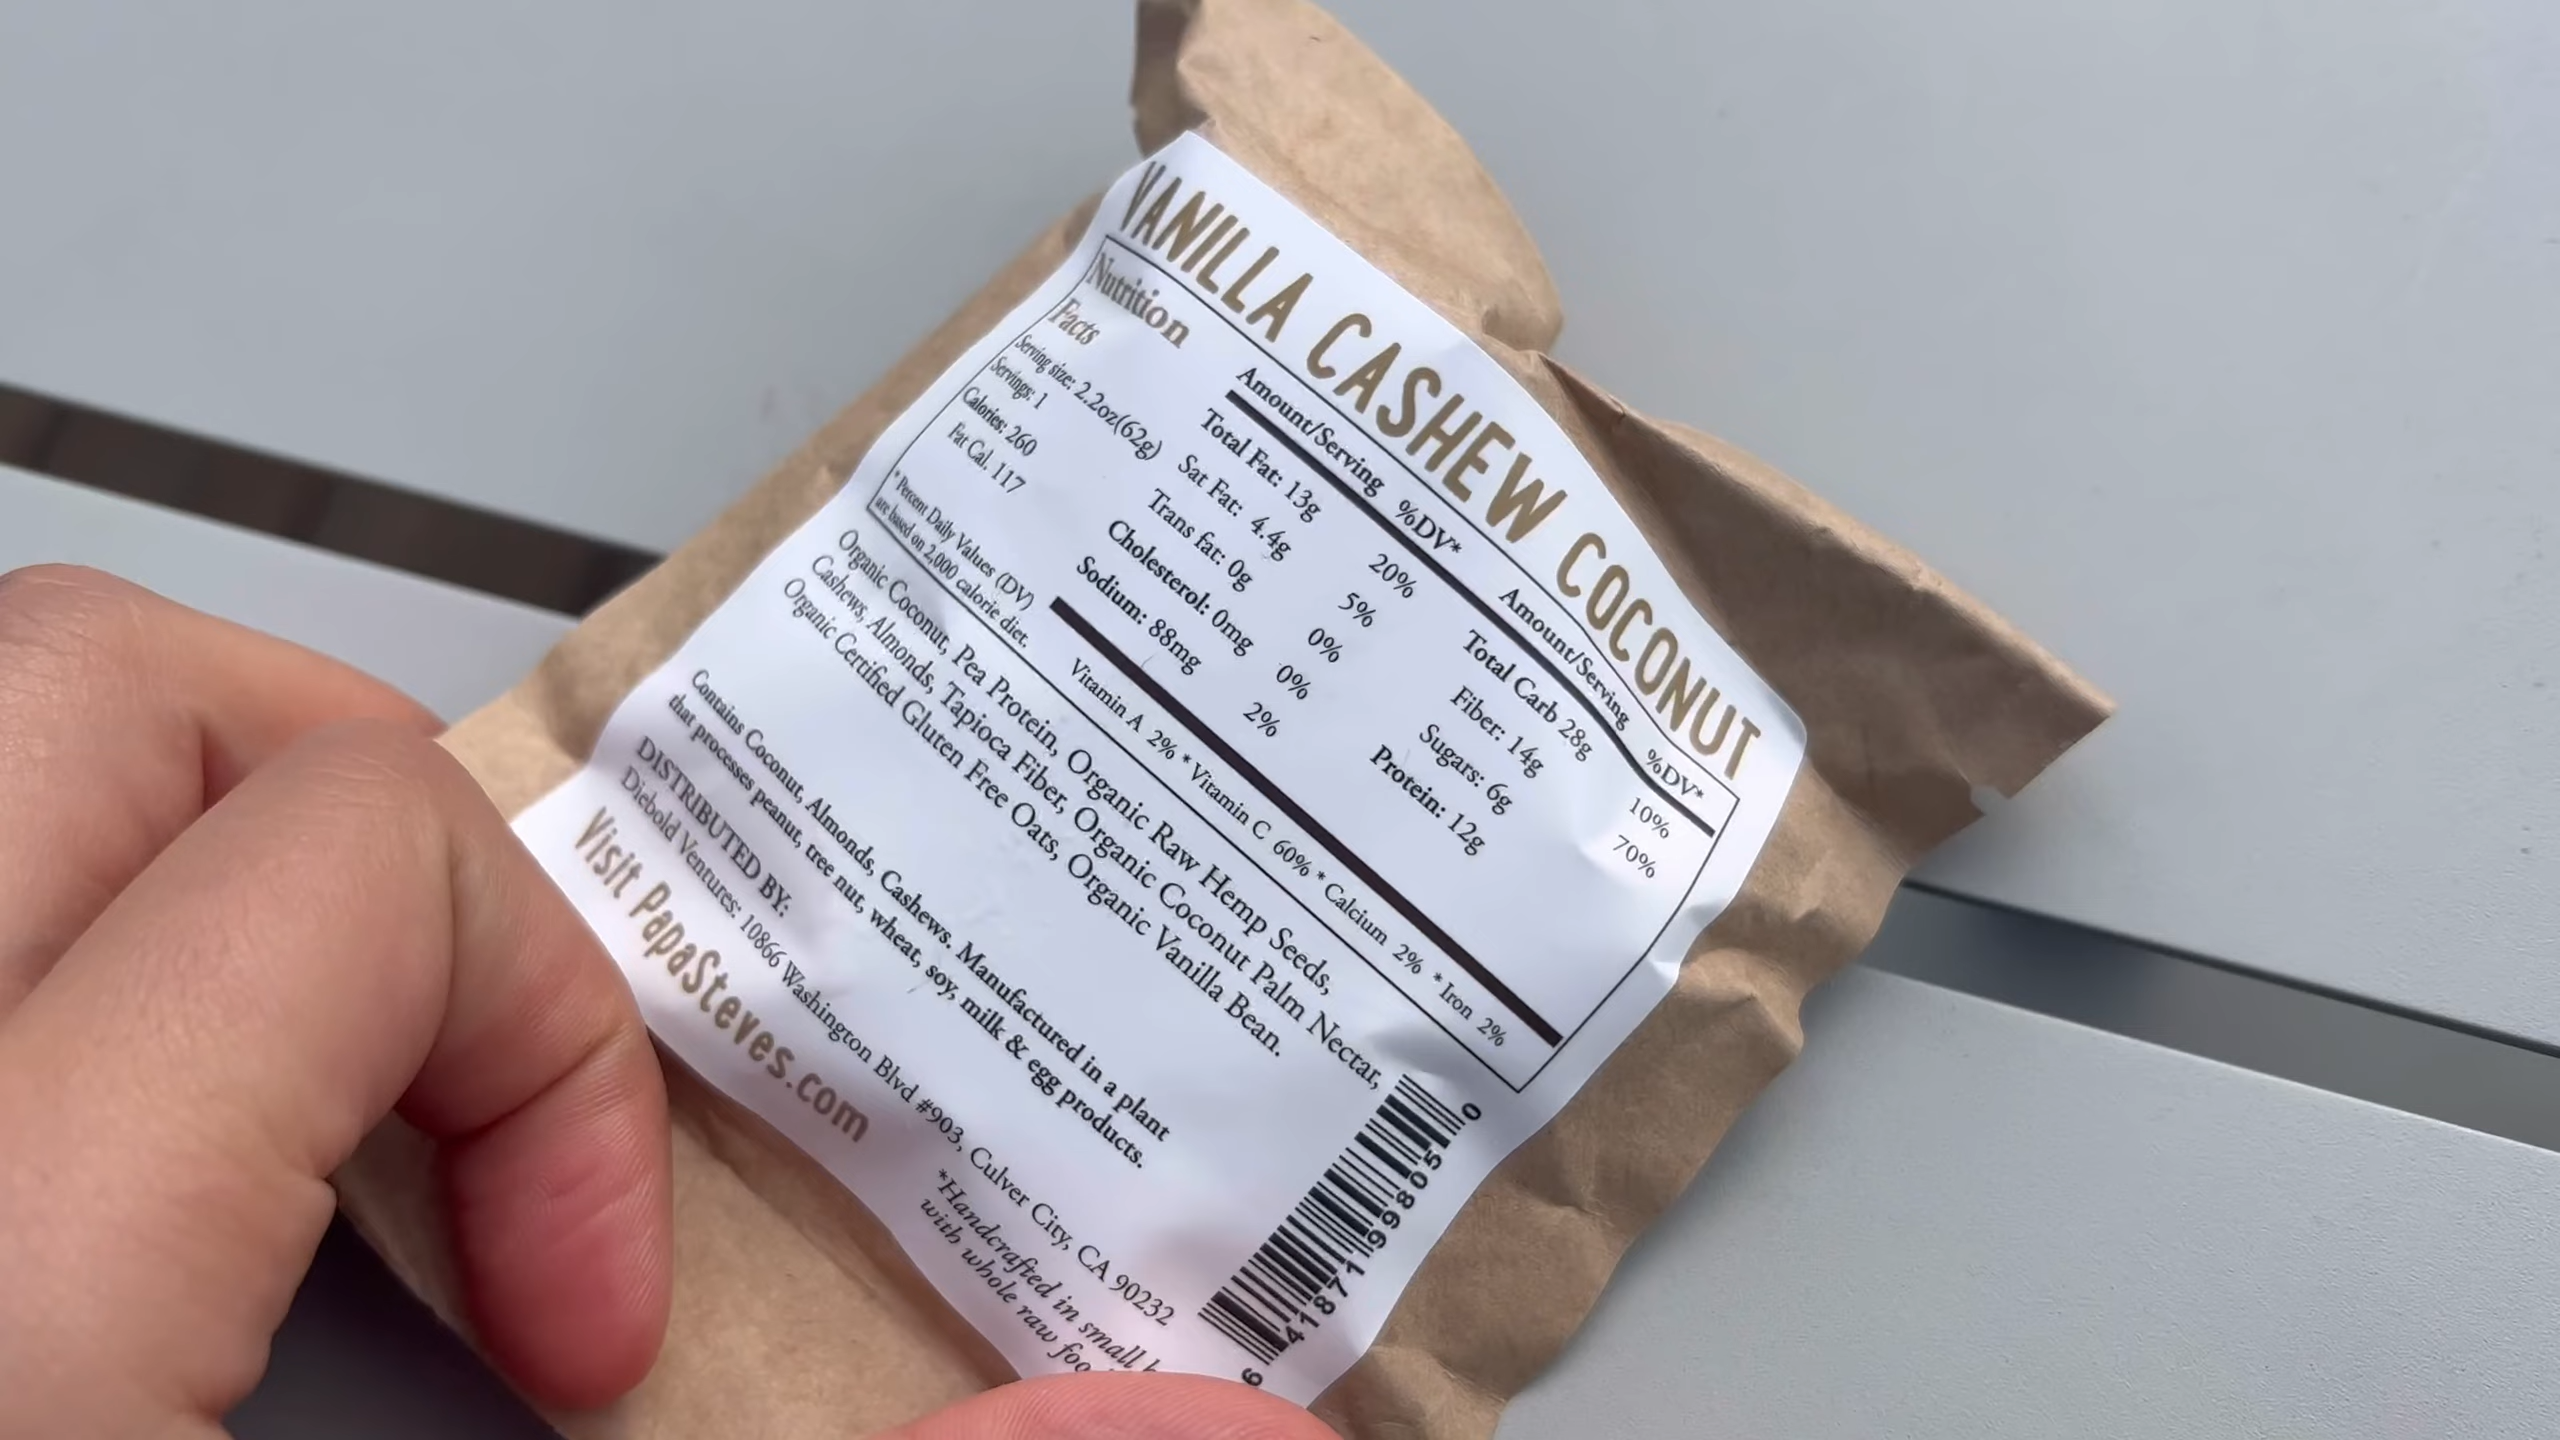 VANILLA CASHEW COCONUT
Nutrition
Facts
Serving size: 2.2oz(62g)
Servings: 1
Calories: 260
Fat Cal. 117
* Percent Daily Values (DV)
are based on 2,000 calorie diet.
Amount/Serving %DV*
Total Fat: 13g 20%
Sat Fat: 4.4g 5%
Trans fat: 0g 0%
Cholesterol: 0mg 0%
Sodium: 88mg 2%
Amount/Serving %DV*
Total Carb 28g 10%
Fiber: 14g 70%
Sugars: 6g
Protein: 12g
Vitamin A 2% * Vitamin C 60% * Calcium 2% * Iron 2%
Organic Coconut, Pea Protein, Organic Raw Hemp Seeds,
Cashews, Almonds, Tapioca Fiber, Organic Coconut Palm Nectar,
Organic Certified Gluten Free Oats, Organic Vanilla Bean.
Contains Coconut, Almonds, Cashews. Manufactured in a plant
that processes peanut, tree nut, wheat, soy, milk & egg products.
DISTRIBUTED BY:
Diebold Ventures: 10866 Washington Blvd #903, Culver City, CA 90232
Visit PapaSteves.com
*Handcrafted in small
with whole raw
6 41871 99805 0